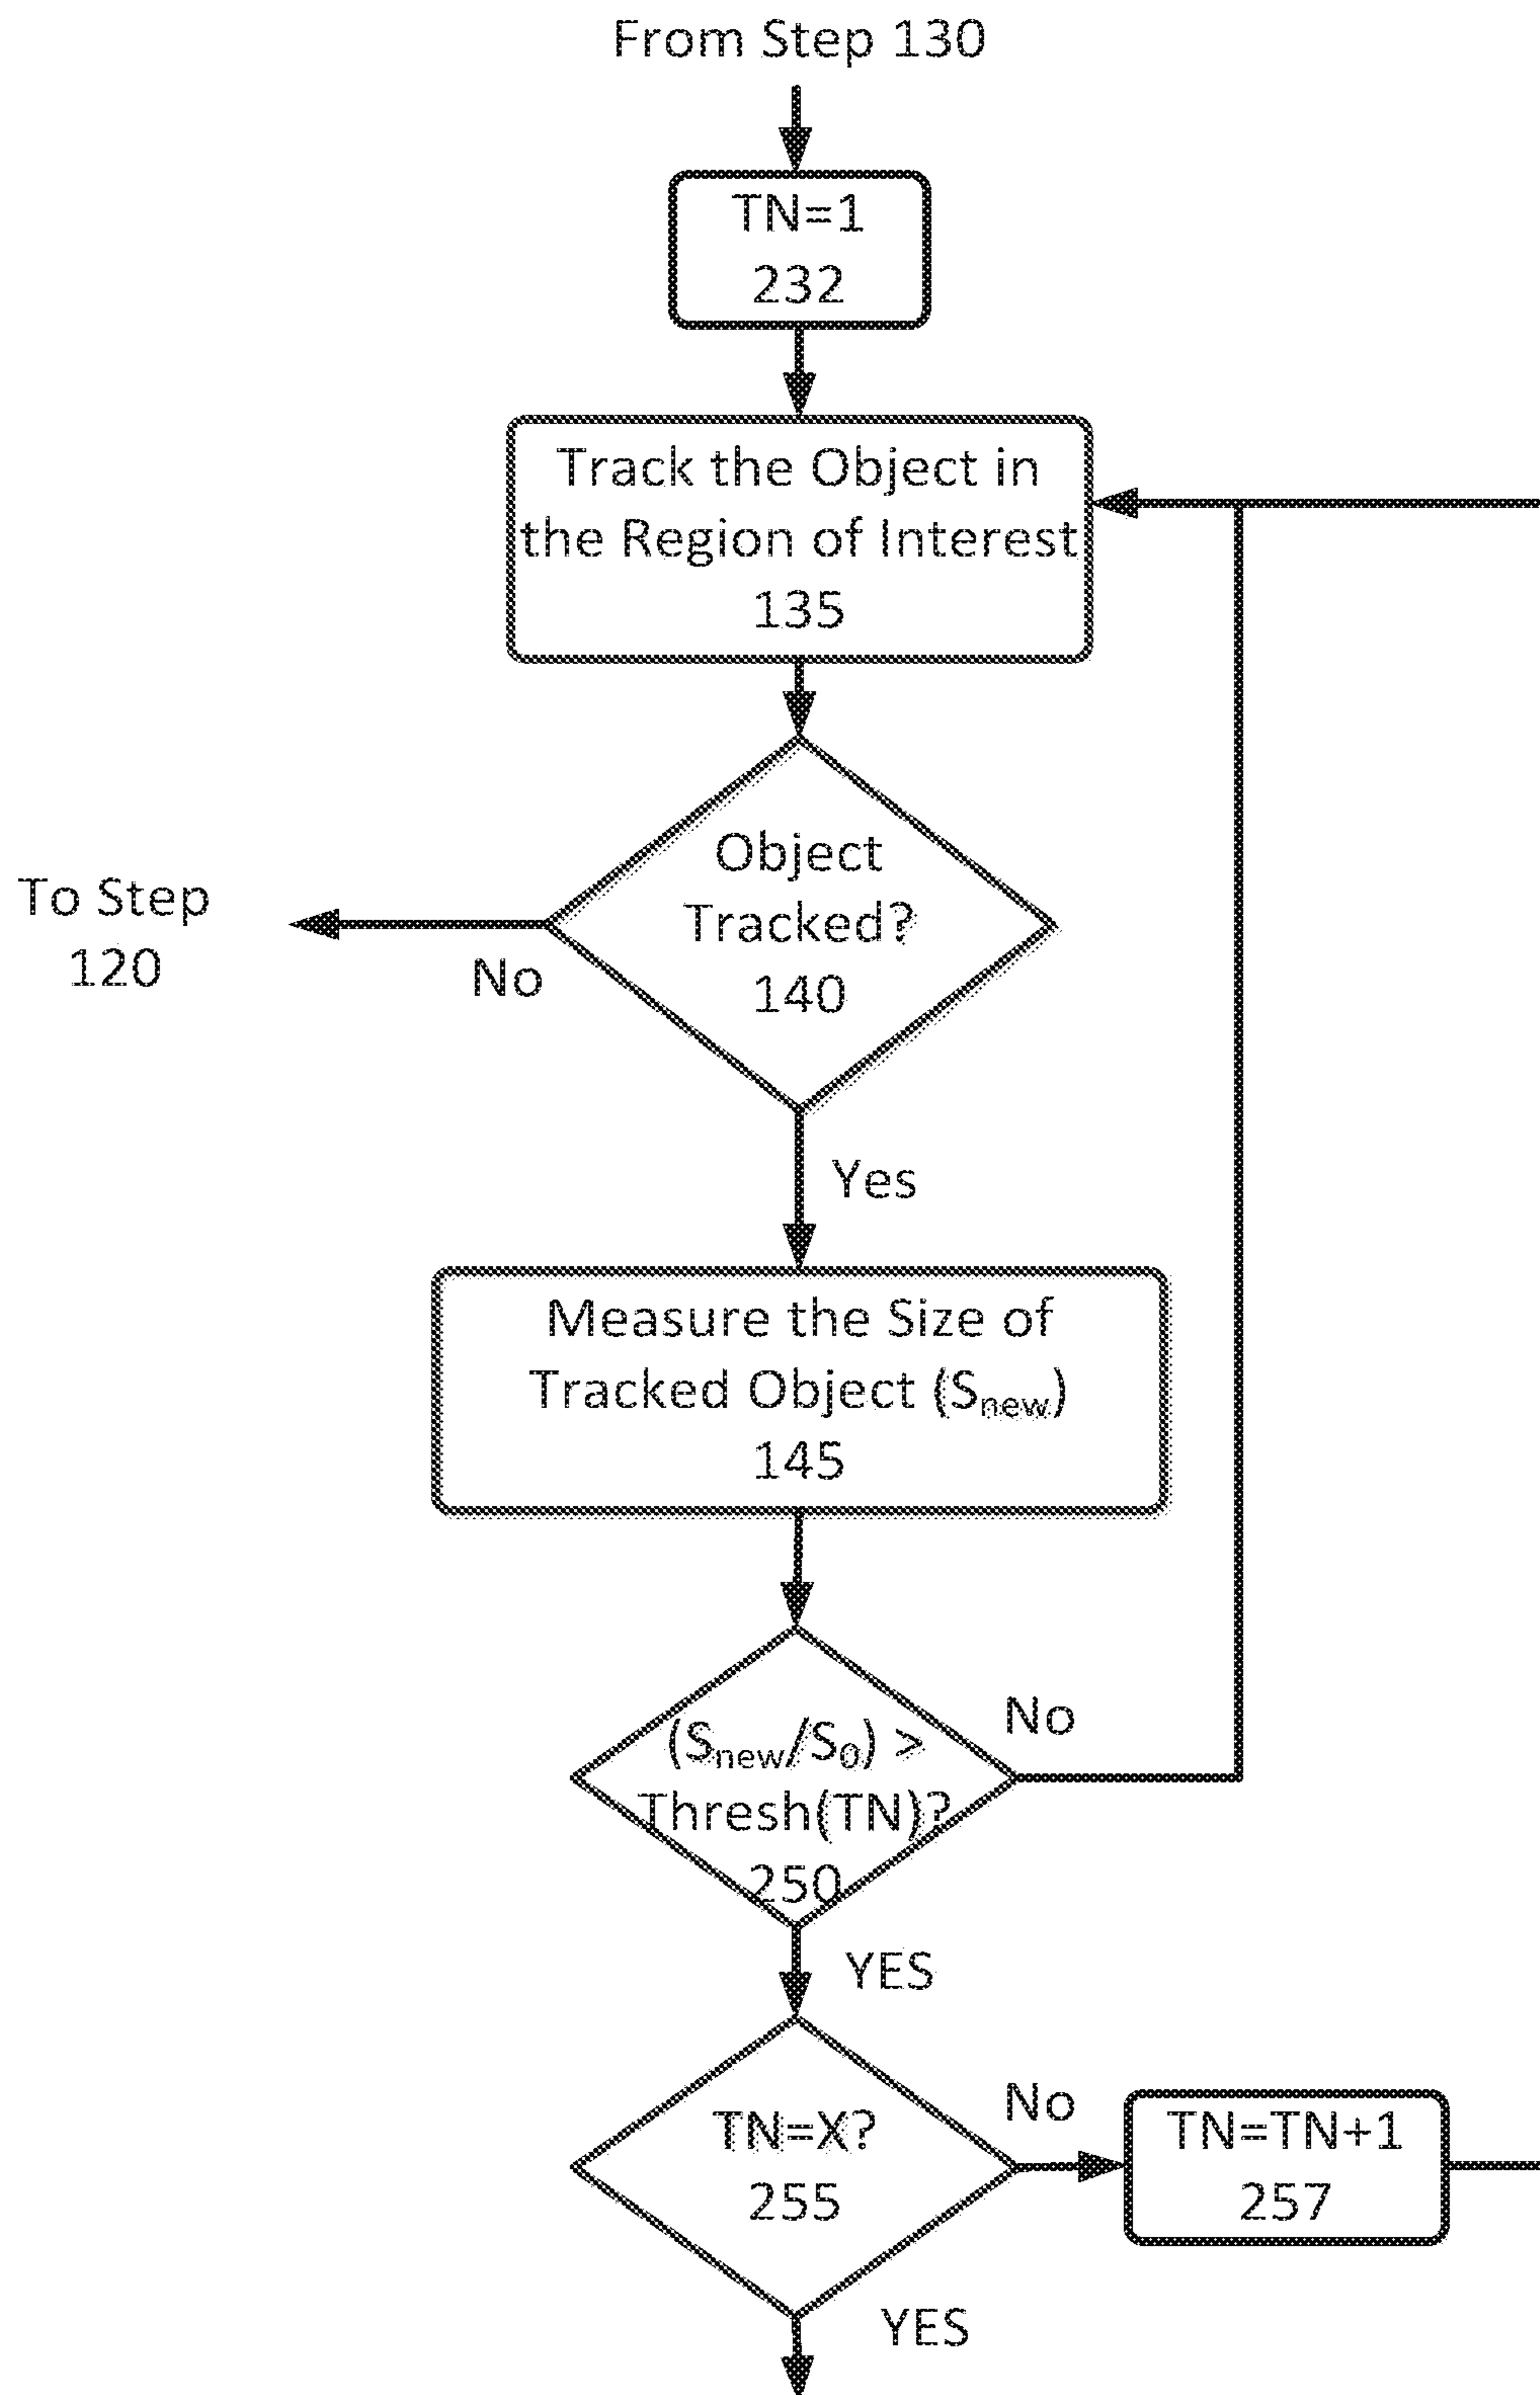 From Step 130
TN=1
232
Track the Object in
the Region of Interest
135
Object
Tracked?
140
To Step
120
No
Yes
Measure the Size of
Tracked Object (Snew)
145
(Snew/S0) >
Thresh(TN)?
250
No
YES
TN=X?
255
No
TN=TN+1
257
YES